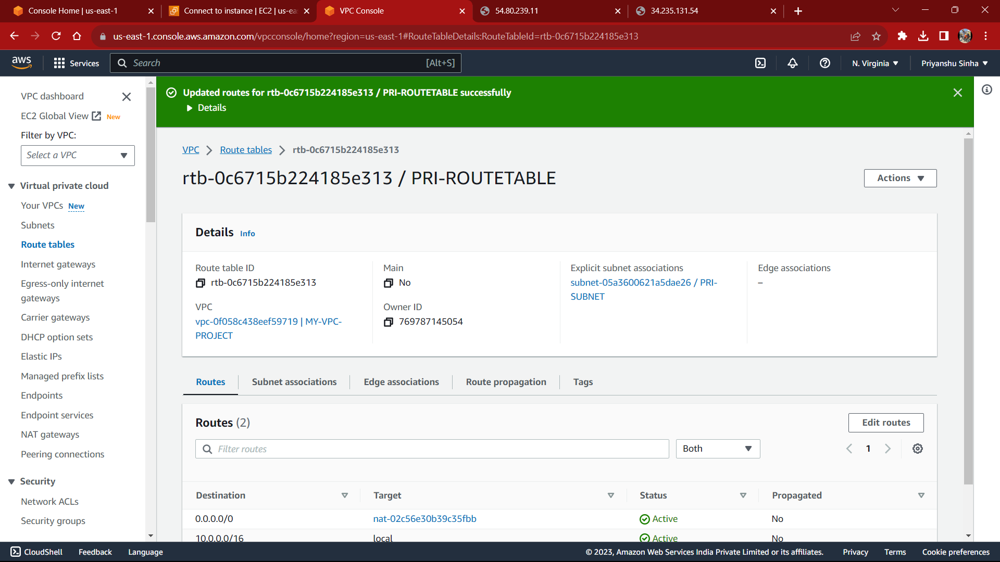 Console Home | us-east-1
Connect to instance | EC2 | us-ea
VPC Console
54.80.239.11
34.235.131.54
us-east-1.console.aws.amazon.com/vpcconsole/home?region=us-east-1#RouteTableDetails:RouteTableId=rtb-0c6715b224185e313
aws
Services
Search
[Alt+S]
N. Virginia
Priyanshu Sinha
VPC dashboard
EC2 Global View New
Filter by VPC:
Select a VPC
Virtual private cloud
Your VPCs New
Subnets
Route tables
Internet gateways
Egress-only internet
gateways
Carrier gateways
DHCP option sets
Elastic IPs
Managed prefix lists
Endpoints
Endpoint services
NAT gateways
Peering connections
Security
Network ACLs
Security groups
Updated routes for rtb-0c6715b224185e313 / PRI-ROUTETABLE successfully
Details
VPC
Route tables
rtb-0c6715b224185e313
rtb-0c6715b224185e313 / PRI-ROUTETABLE
Actions
Details Info
Route table ID
rtb-0c6715b224185e313
VPC
vpc-0f058c438eef59719 | MY-VPC-
PROJECT
Main
No
Owner ID
769787145054
Explicit subnet associations
subnet-05a3600621a5dae26 / PRI-
SUBNET
Edge associations
–
Routes
Subnet associations
Edge associations
Route propagation
Tags
Routes (2)
Edit routes
Filter routes
Both
1
Destination
Target
Status
Propagated
0.0.0.0/0
nat-02c56e30b39c35fbb
Active
No
10.0.0.0/16
local
Active
No
CloudShell
Feedback
Language
© 2023, Amazon Web Services India Private Limited or its affiliates.
Privacy
Terms
Cookie preferences